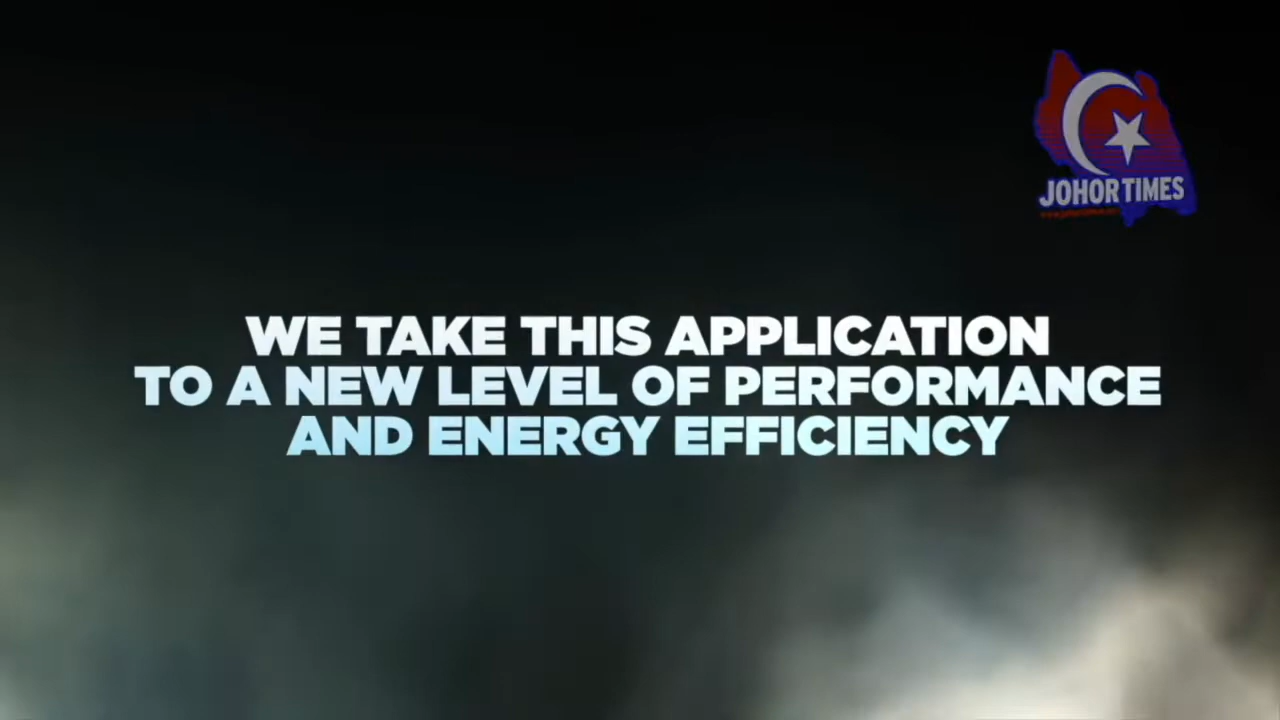 JOHOR TIMES
WE TAKE THIS APPLICATION
TO A NEW LEVEL OF PERFORMANCE
AND ENERGY EFFICIENCY